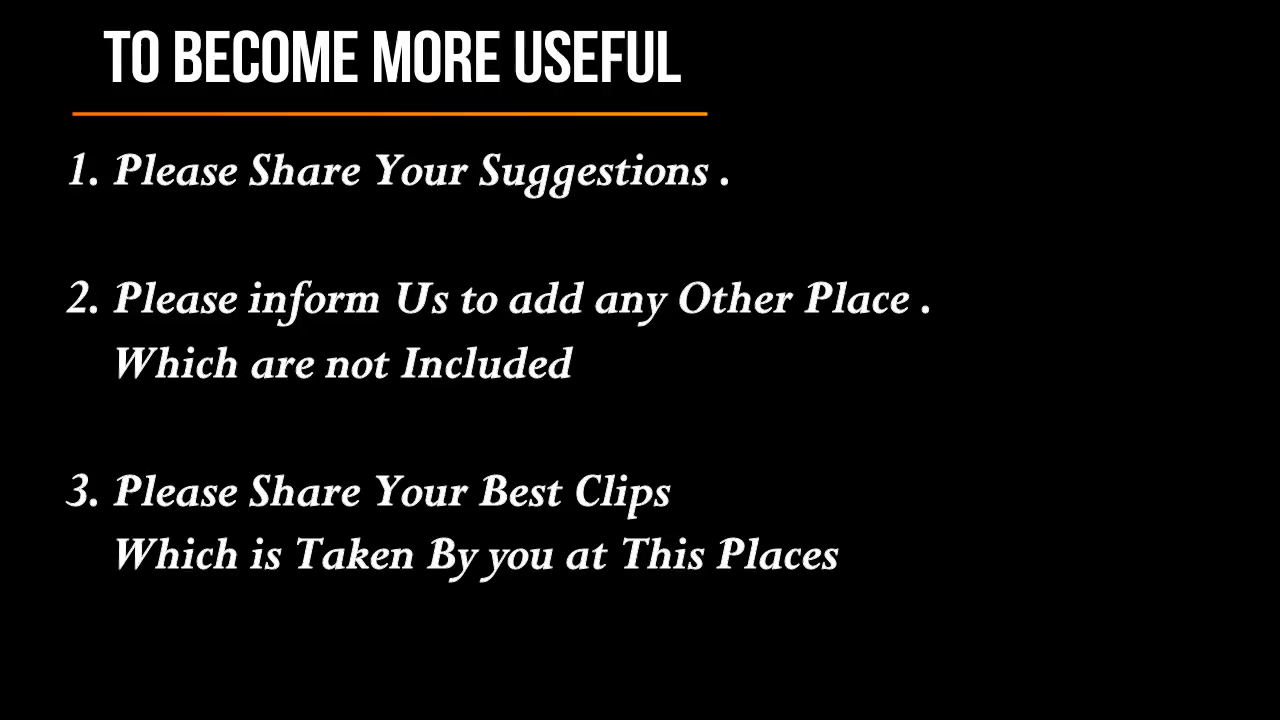 TO BECOME MORE USEFUL
1. Please Share Your Suggestions .
2. Please inform Us to add any Other Place .
Which are not Included
3. Please Share Your Best Clips
Which is Taken By you at This Places